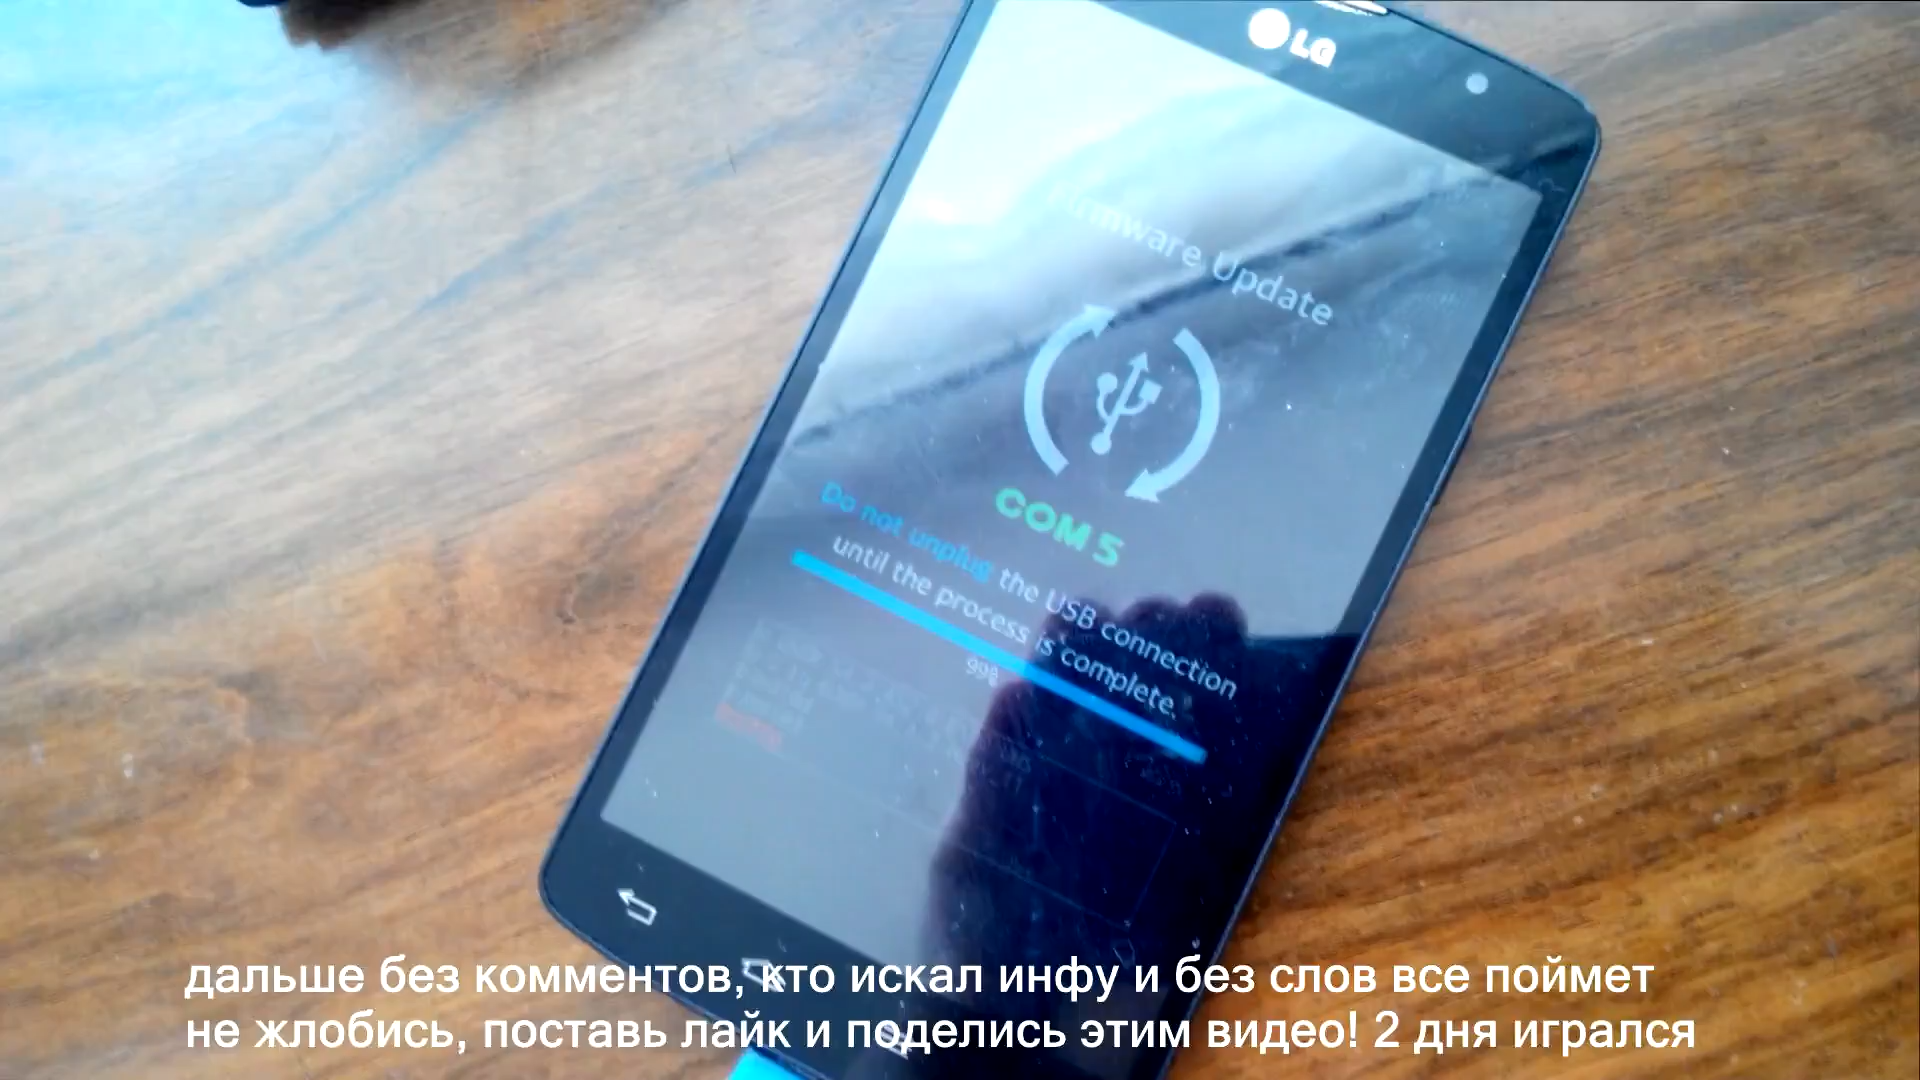 LG
Firmware Update
COM 5
Do not unplug the USB connection
until the process is complete.
99%
дальше без комментов, кто искал инфу и без слов все поймет
не жлобись, поставь лайк и поделись этим видео! 2 дня игрался